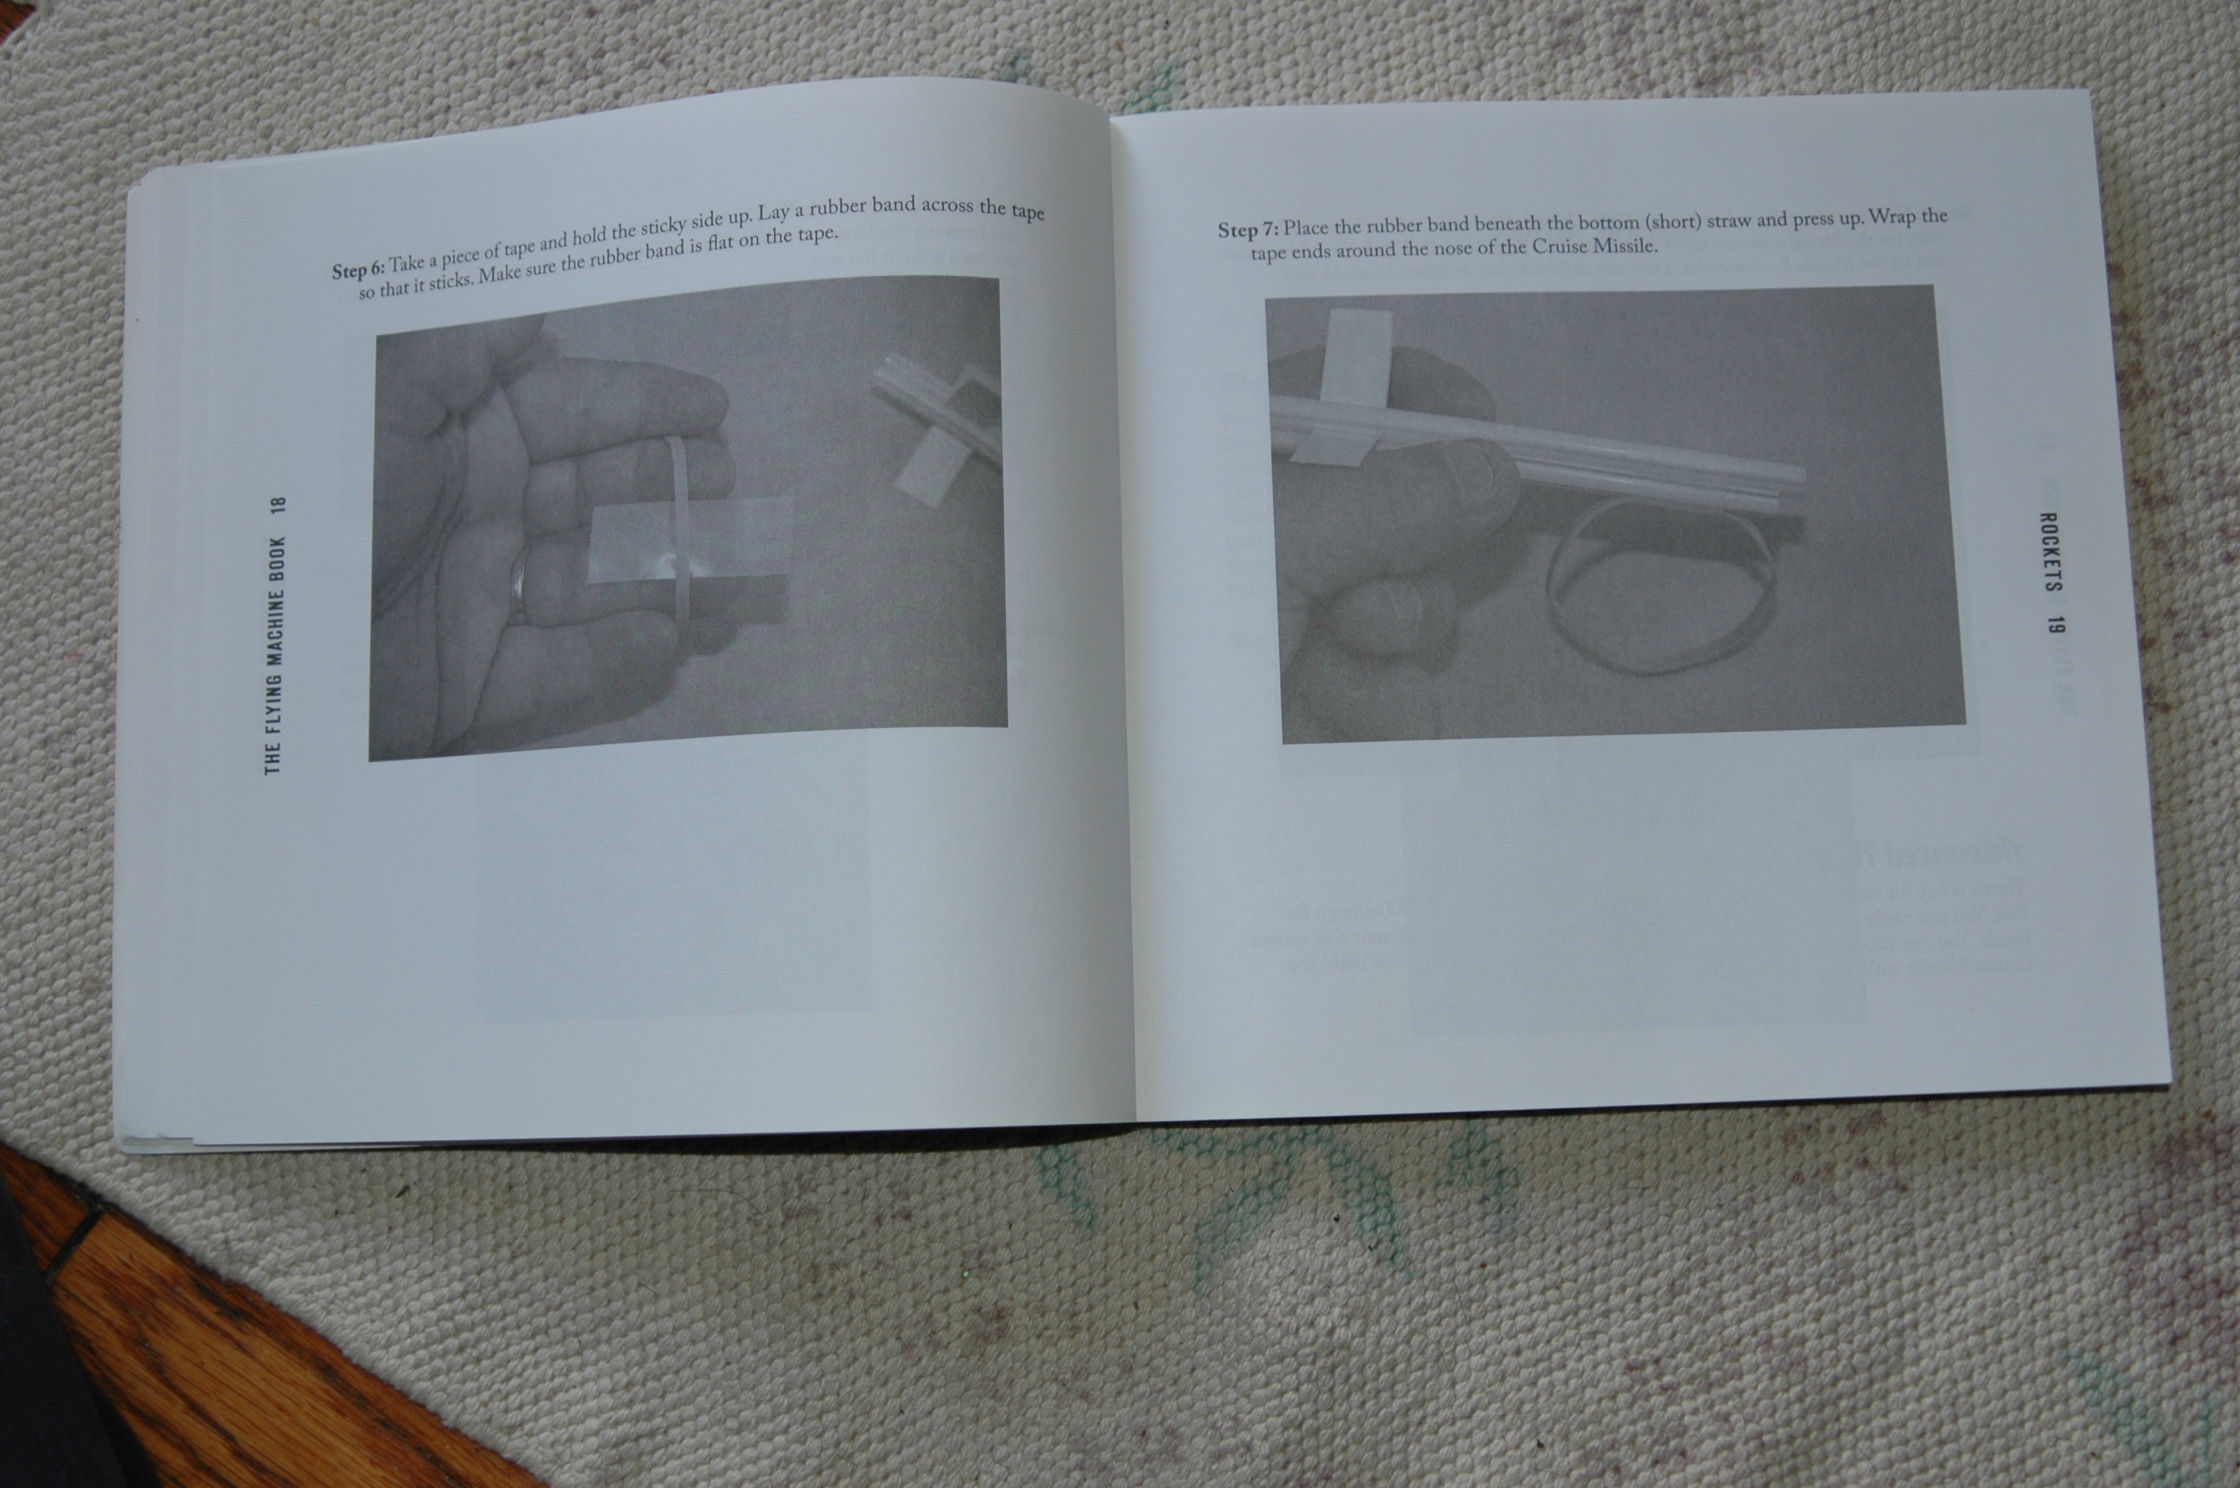 THE FLYING MACHINE BOOK 18
Step 6: Take a piece of tape and hold the sticky side up. Lay a rubber band across the tape
so that it sticks. Make sure the rubber band is flat on the tape.
ROCKETS 19
Step 7: Place the rubber band beneath the bottom (short) straw and press up. Wrap the
tape ends around the nose of the Cruise Missile.